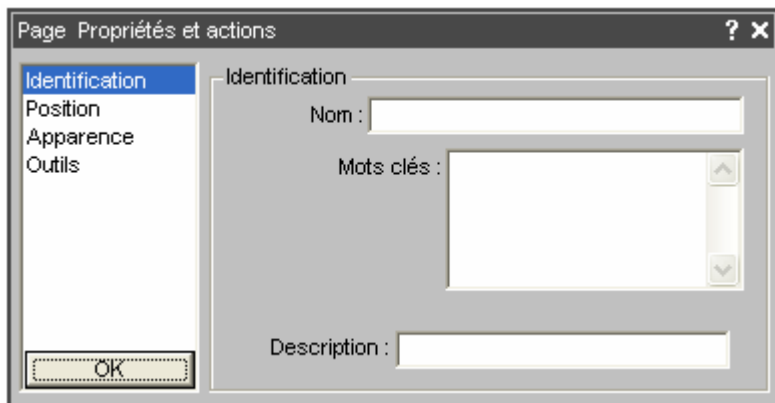 Page Propriétés et actions ?
Identification
Position
Apparence
Outils
OK
Identification
Nom :
Mots clés :
Description :